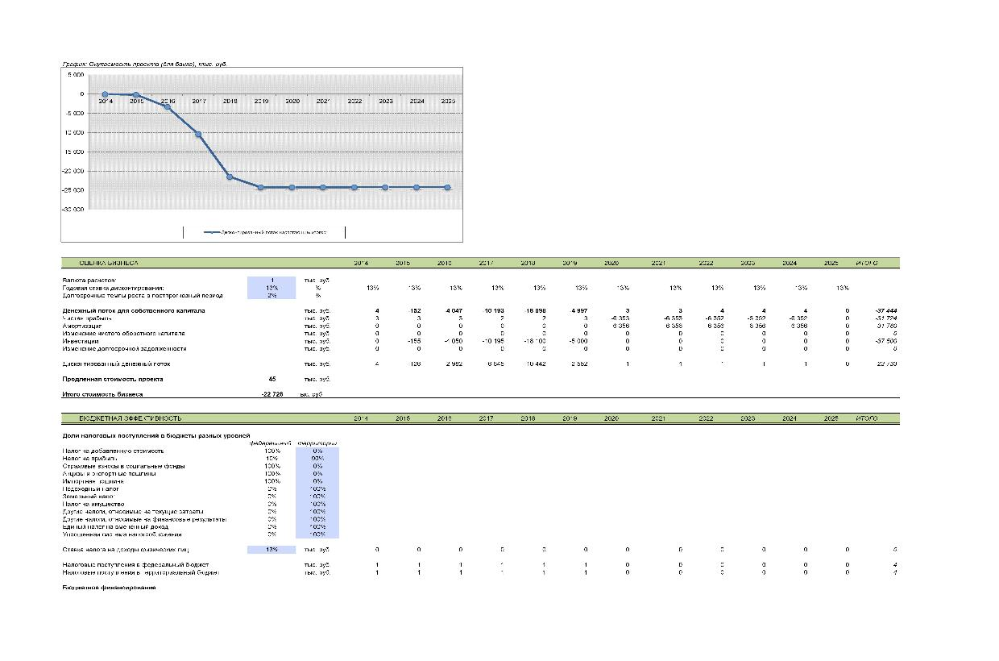 График: Окупаемость проекта (для банка), тыс. руб.
5 000
0
2014 2015 2016 2017 2018 2019 2020 2021 2022 2023 2024 2025
-5 000
-10 000
-15 000
-20 000
-25 000
-30 000
Дисконтированный поток нарастающим итогом
ОЦЕНКА БИЗНЕСА 2014 2015 2016 2017 2018 2019 2020 2021 2022 2023 2024 2025 ИТОГО
Валюта расчетов: 1 тыс. руб.
Годовая ставка дисконтирования: 13% % 13% 13% 13% 13% 13% 13% 13% 13% 13% 13% 13% 13%
Долгосрочные темпы роста в постпрогнозный период 2% %
Денежный поток для собственного капитала тыс. руб. 4 -152 -4 047 -10 193 -18 098 -4 997 3 3 4 4 4 0 -37 444
Чистая прибыль тыс. руб. 3 3 3 2 2 3 -6 353 -6 353 -6 352 -6 352 -6 352 0 -31 724
Амортизация тыс. руб. 0 0 0 0 0 0 6 356 6 356 6 356 6 356 6 356 0 31 780
Изменение чистого оборотного капитала тыс. руб. 0 0 0 0 0 0 0 0 0 0 0 0 0
Инвестиции тыс. руб. 0 -155 -4 050 -10 195 -18 100 -5 000 0 0 0 0 0 0 -37 500
Изменение долгосрочной задолженности тыс. руб. 0 0 0 0 0 0 0 0 0 0 0 0 0
Дисконтированный денежный поток тыс. руб. 4 -126 -2 982 -6 645 -10 442 -2 552 1 1 1 1 1 0 -22 733
Продленная стоимость проекта 45 тыс. руб.
Итого стоимость бизнеса -22 728 тыс. руб
БЮДЖЕТНАЯ ЭФФЕКТИВНОСТЬ 2014 2015 2016 2017 2018 2019 2020 2021 2022 2023 2024 2025 ИТОГО
Доли налоговых поступлений в бюджеты разных уровней
федеральный территории
Налог на добавленную стоимость 100% 0%
Налог на прибыль 10% 90%
Страховые взносы в социальные фонды 100% 0%
Акцизы и экспортные пошлины 100% 0%
Импортная пошлина 100% 0%
Подоходный налог 0% 100%
Земельный налог 0% 100%
Налог на имущество 0% 100%
Другие налоги, относимые на текущие затраты 0% 100%
Другие налоги, относимые на финансовые результаты 0% 100%
Единый налог на вмененный доход 0% 100%
Упрощенная система налогообложения 0% 100%
Ставка налога на доходы физических лиц 13% тыс. руб. 0 0 0 0 0 0 0 0 0 0 0 0 0
Налоговые поступления в федеральный бюджет тыс. руб. 1 1 1 1 1 1 0 0 0 0 0 0 4
Налоговые поступления в территориальный бюджет тыс. руб. 1 1 1 1 1 1 0 0 0 0 0 0 4
Бюджетное финансирование